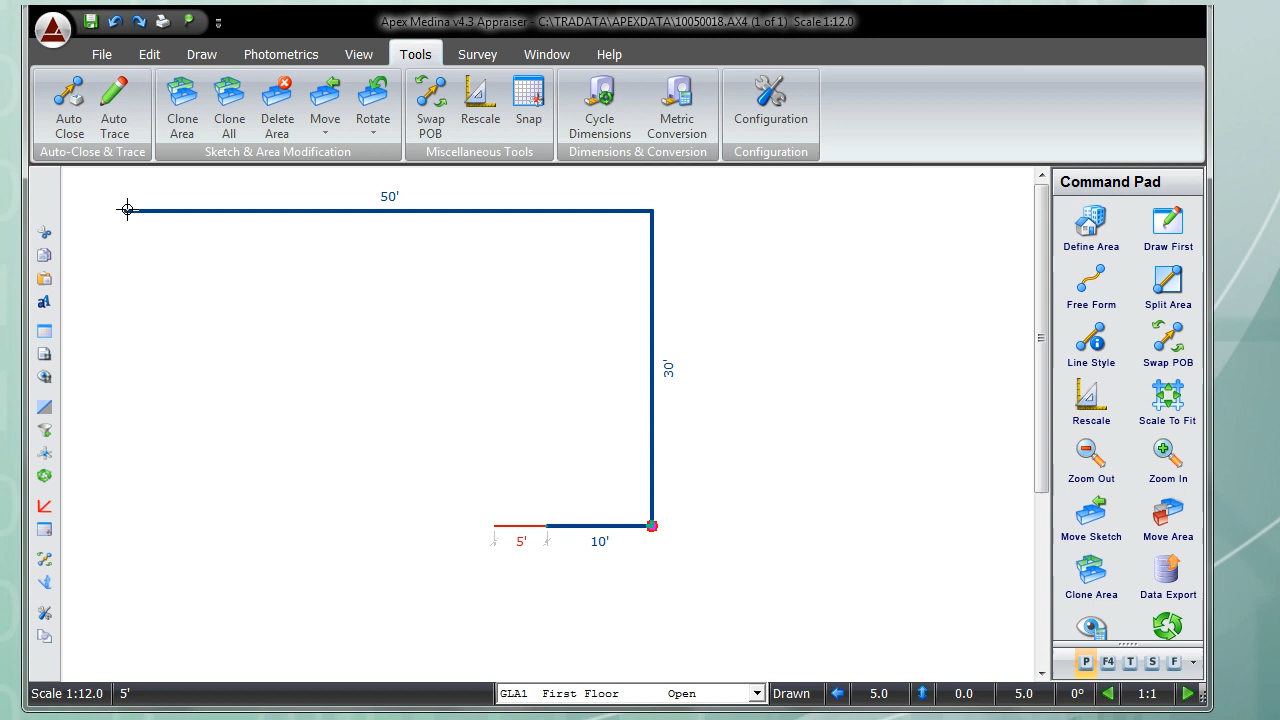 Apex Medina v4.3 Appraiser - C:\TRADATA\APEXDATA\10050018.AX4 (1 of 1) Scale 1:12.0
File Edit Draw Photometrics View Tools Survey Window Help
Auto Close
Auto Trace
Clone Area
Clone All
Delete Area
Move
Rotate
Swap POB
Rescale
Snap
Cycle Dimensions
Metric Conversion
Configuration
Auto-Close & Trace
Sketch & Area Modification
Miscellaneous Tools
Dimensions & Conversion
Configuration
50'
30'
5'
10'
Command Pad
Define Area
Draw First
Free Form
Split Area
Line Style
Swap POB
Rescale
Scale To Fit
Zoom Out
Zoom In
Move Sketch
Move Area
Clone Area
Data Export
P F4 T S F
Scale 1:12.0 5' GLA1 First Floor Open Drawn 5.0 0.0 5.0 0° 1:1